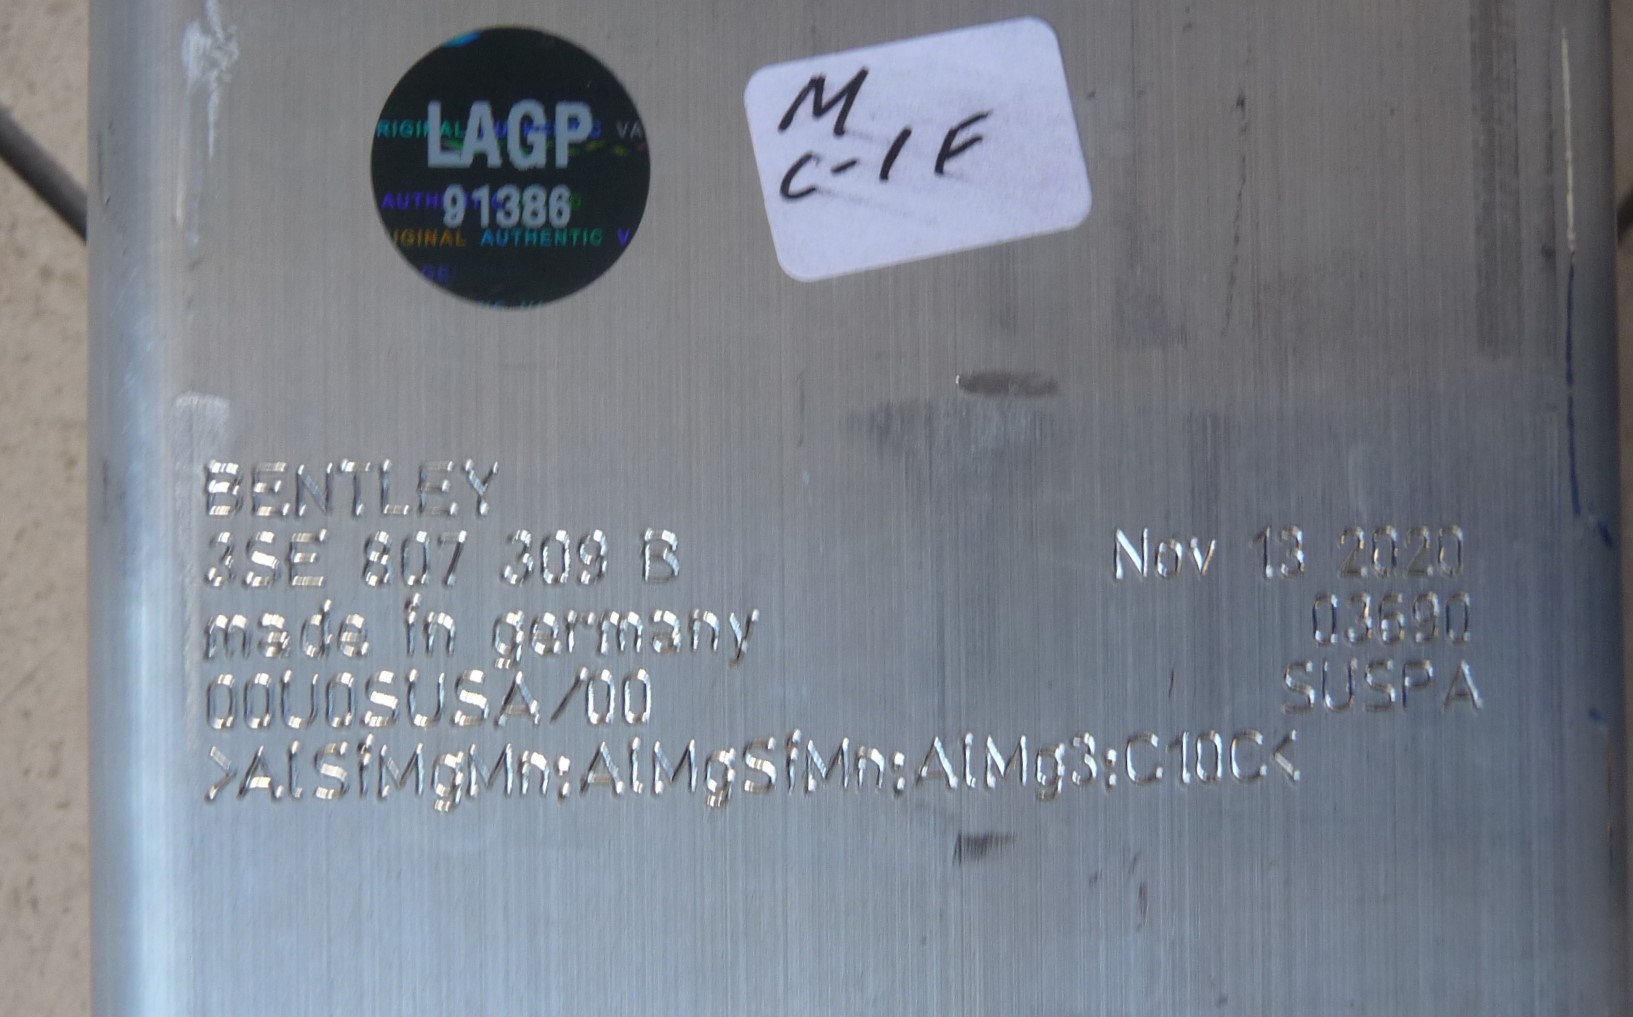 LAGP
91386
M
C-1 F
BENTLEY
3SE 807 309 B
Nov 13 2020
made in germany
03690
00U0SUSA/00
SUSPA
>AlSiMgMn;AlMgSiMn;AlMg3;C10C<